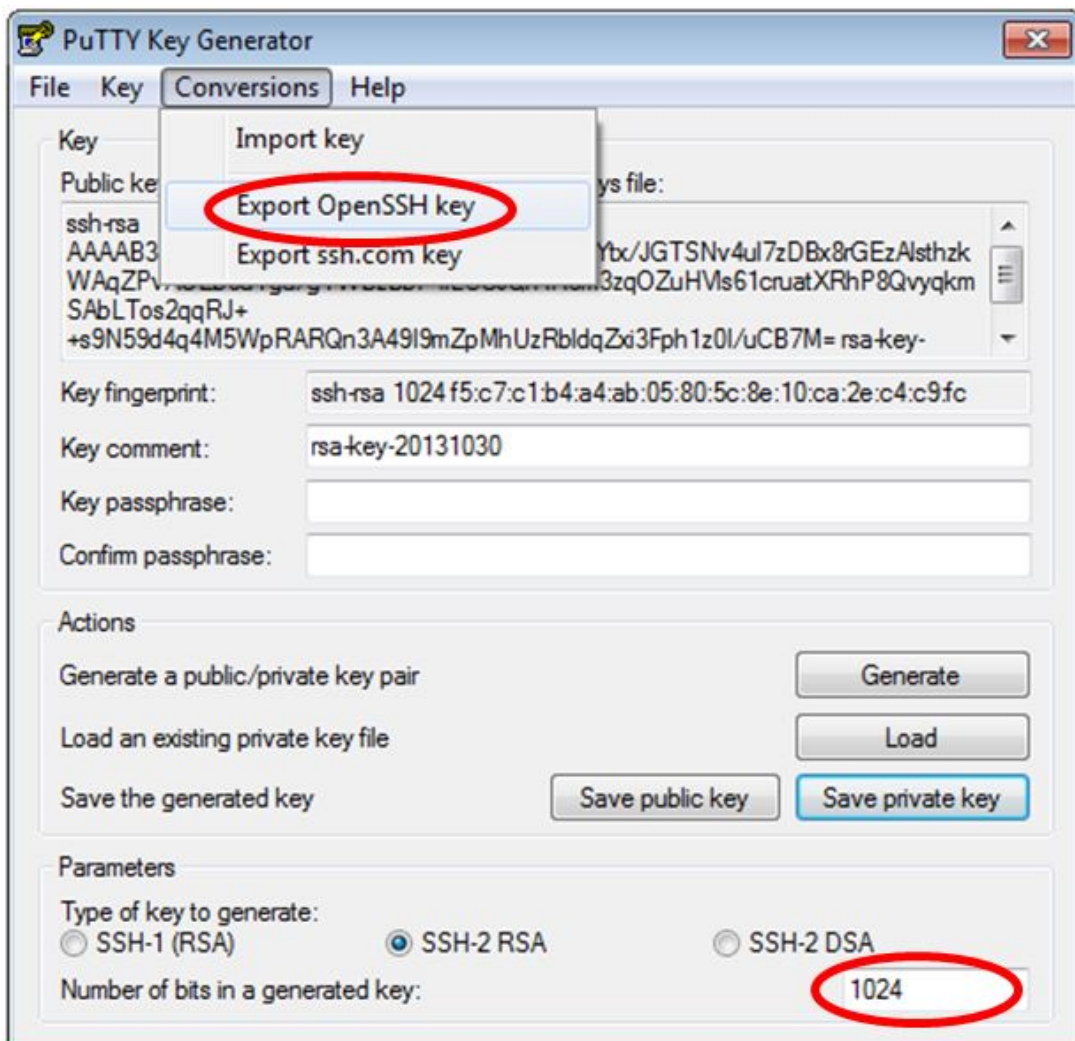 PuTTY Key Generator
File Key Conversions Help
Import key
Export OpenSSH key
Export ssh.com key
Key
Public ke ys file:
ssh-rsa
AAAAB3 Ytx/JGTSNv4ul7zDBx8rGEzAlsthzk
3zqOZuHVls61cruatXRhP8Qvyqkm
SAbLTos2qqRJ+
+s9N59d4q4M5WpRARQn3A49I9mZpMhUzRbldqZxi3Fph1z0I/uCB7M= rsa-key-
Key fingerprint: ssh-rsa 1024 f5:c7:c1:b4:a4:ab:05:80:5c:8e:10:ca:2e:c4:c9:fc
Key comment: rsa-key-20131030
Key passphrase:
Confirm passphrase:
Actions
Generate a public/private key pair Generate
Load an existing private key file Load
Save the generated key Save public key Save private key
Parameters
Type of key to generate:
SSH-1 (RSA) SSH-2 RSA SSH-2 DSA
Number of bits in a generated key: 1024